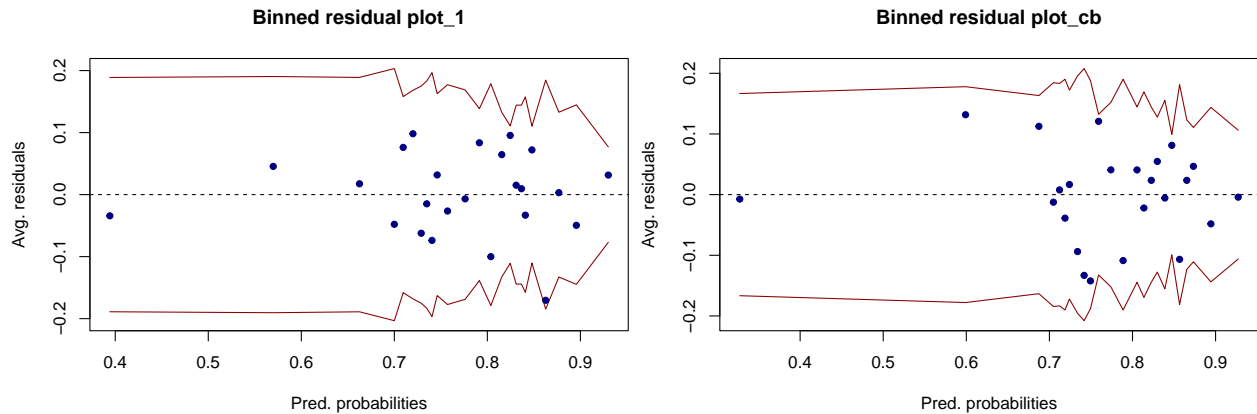 Binned residual plot_1
Avg. residuals
0.2
0.1
0.0
−0.1
−0.2
0.4 0.5 0.6 0.7 0.8 0.9
Pred. probabilities
Binned residual plot_cb
Avg. residuals
0.2
0.1
0.0
−0.1
−0.2
0.4 0.5 0.6 0.7 0.8 0.9
Pred. probabilities